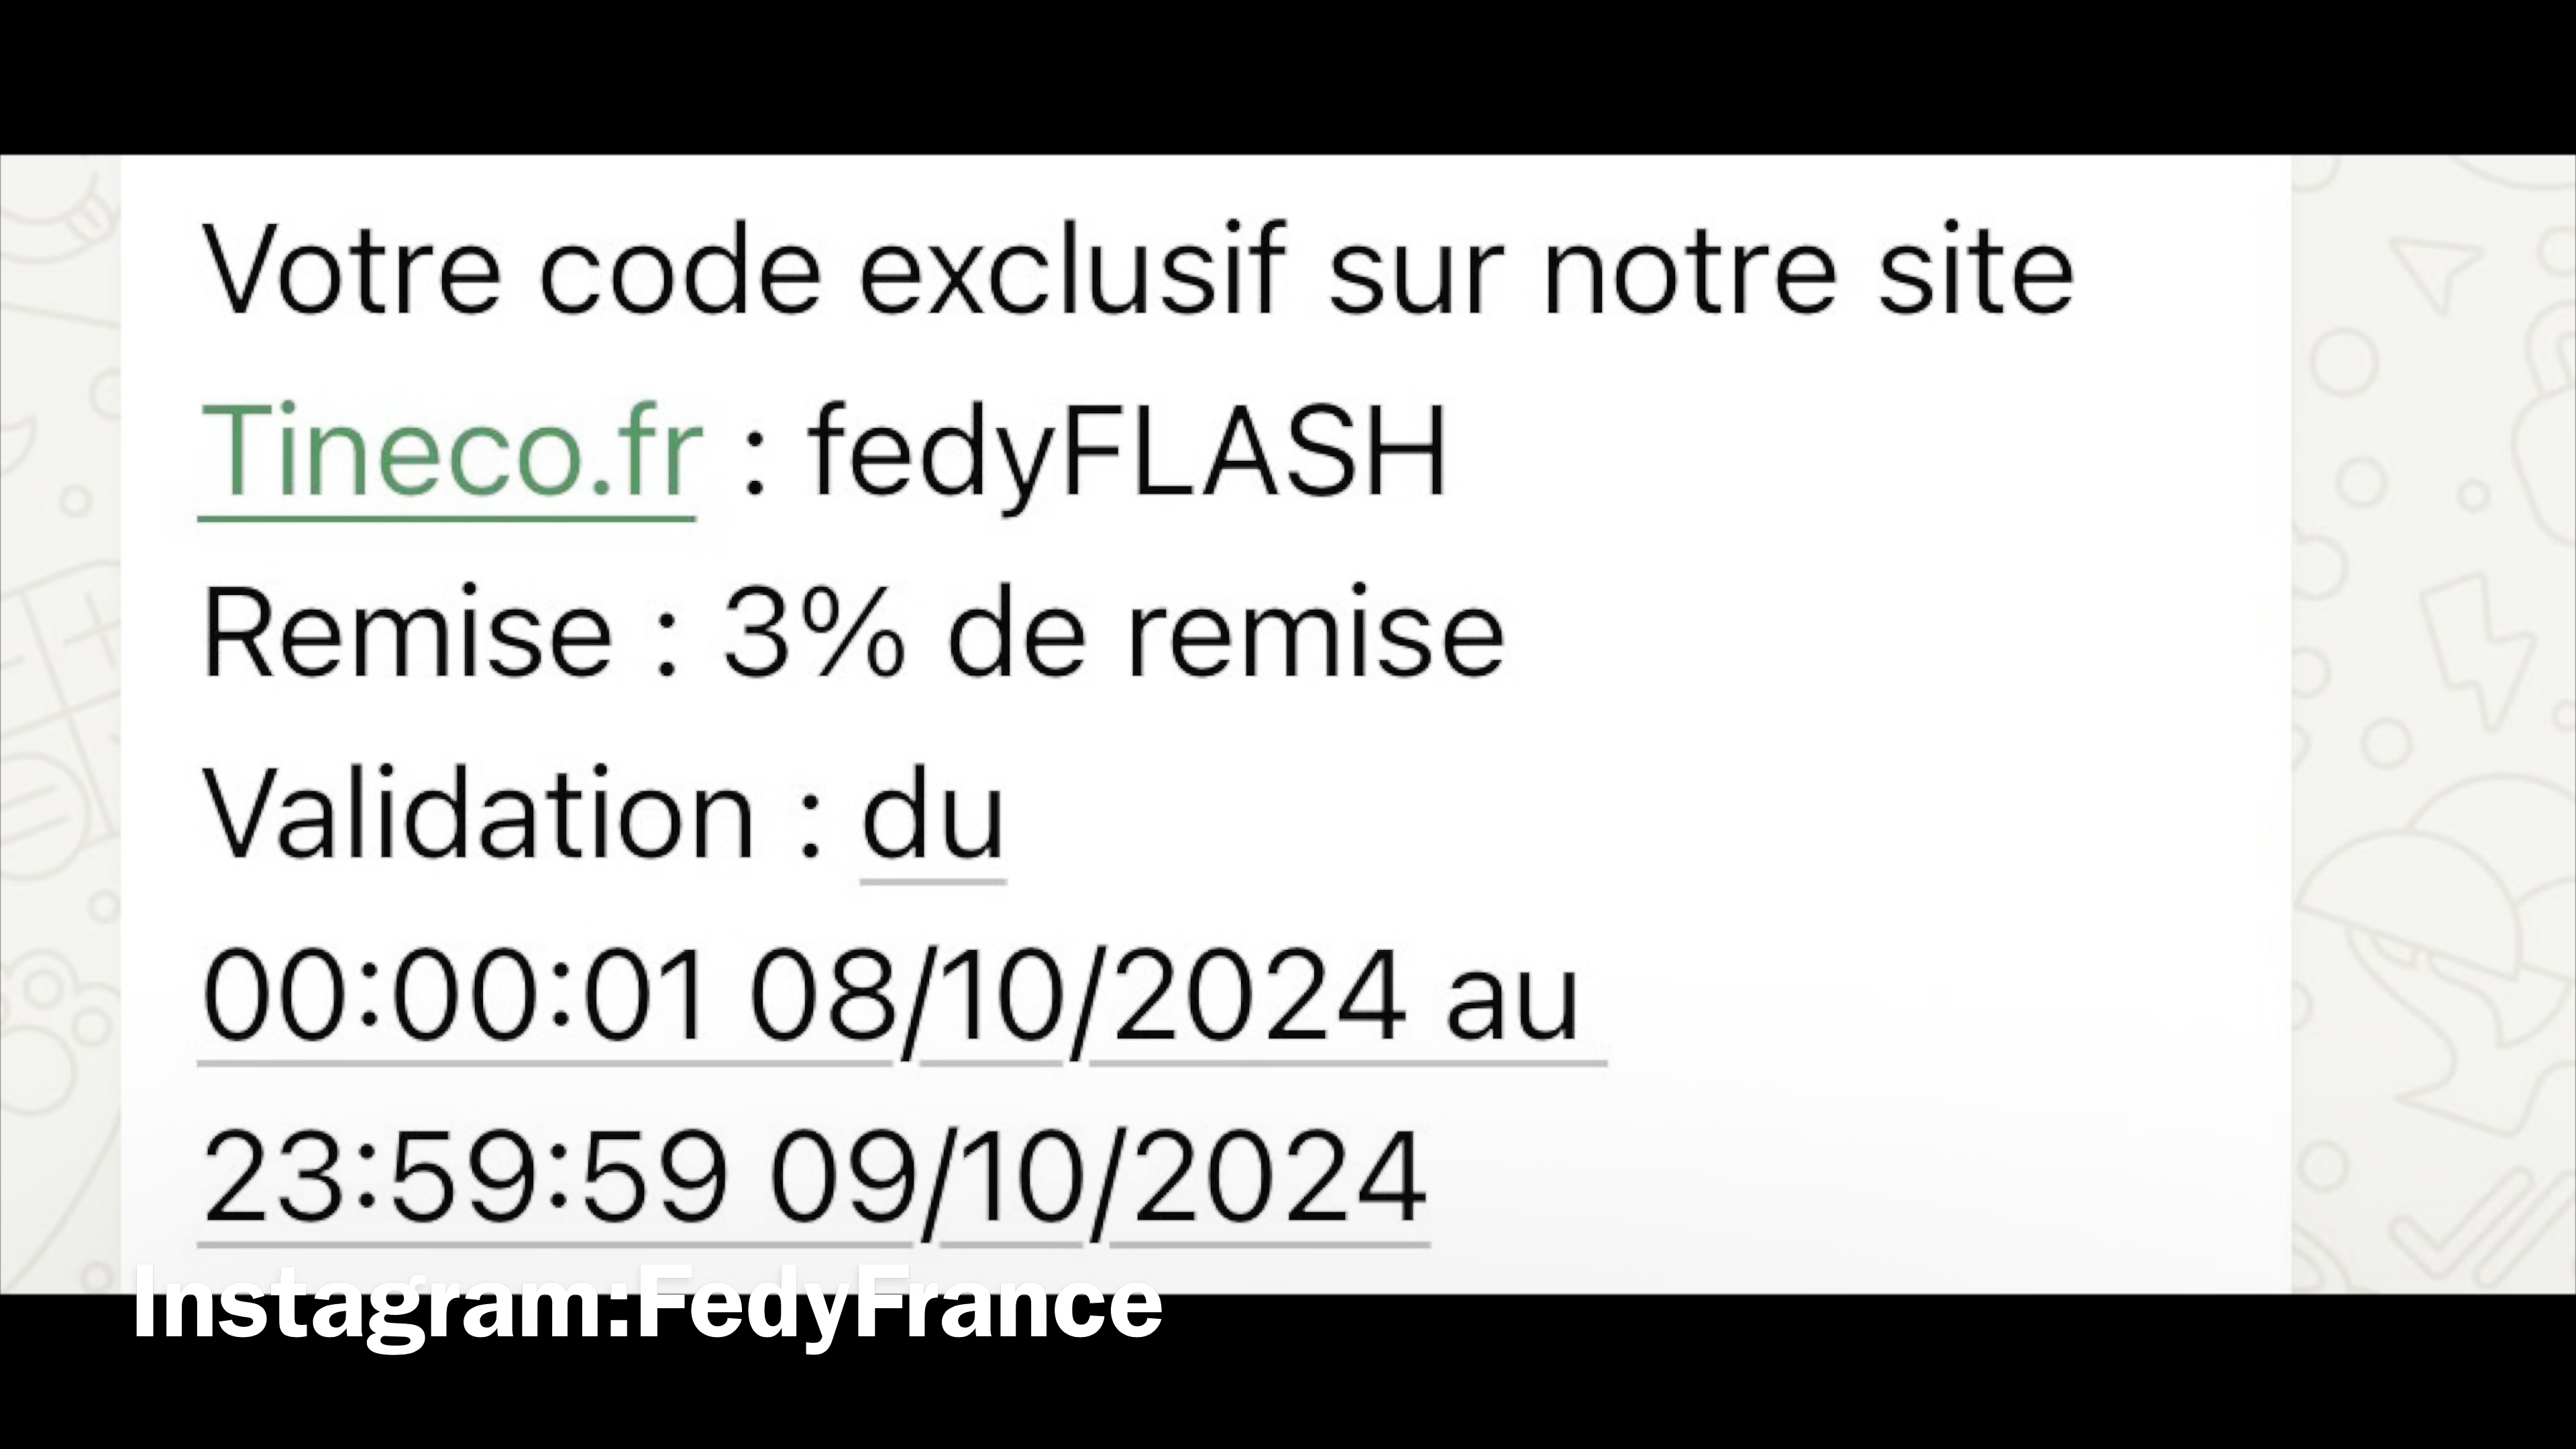 Votre code exclusif sur notre site
Tineco.fr : fedyFLASH
Remise : 3% de remise
Validation : du
00:00:01 08/10/2024 au
23:59:59 09/10/2024
Instagram:FedyFrance